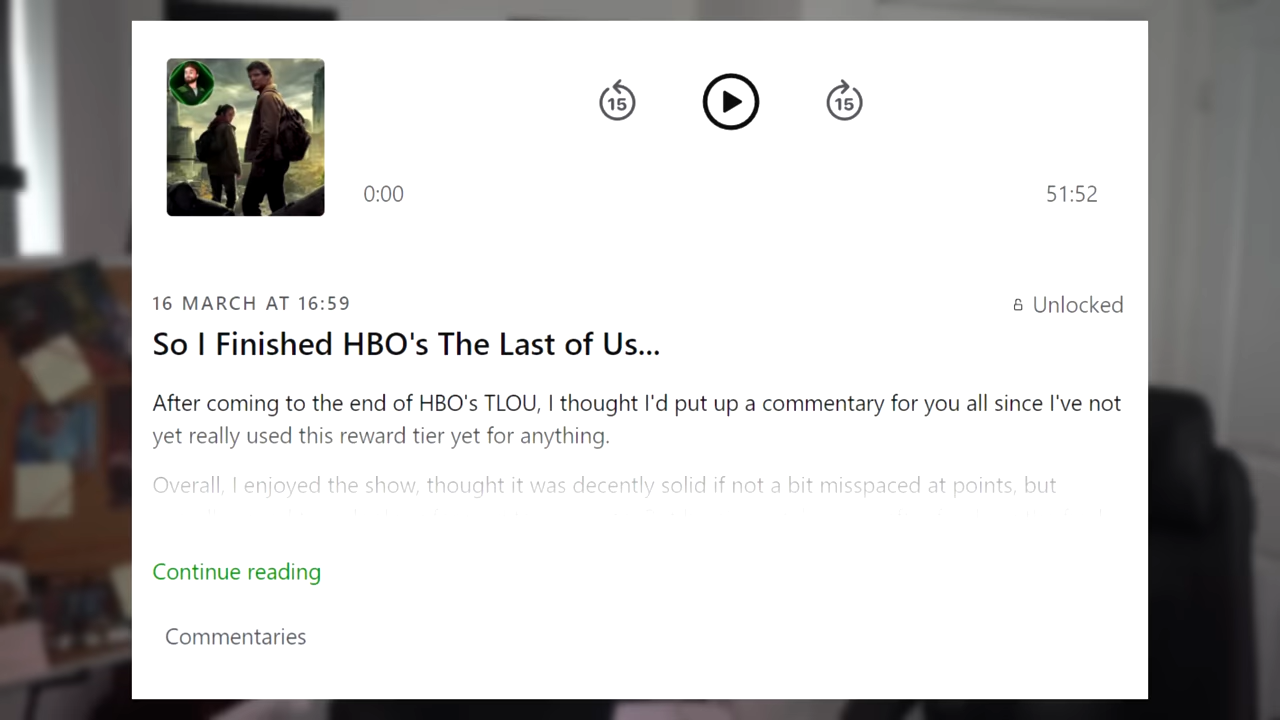 15
15
0:00
51:52
16 MARCH AT 16:59
Unlocked
So I Finished HBO's The Last of Us...
After coming to the end of HBO's TLOU, I thought I'd put up a commentary for you all since I've not
yet really used this reward tier yet for anything.
Overall, I enjoyed the show, thought it was decently solid if not a bit misspaced at points, but
Continue reading
Commentaries